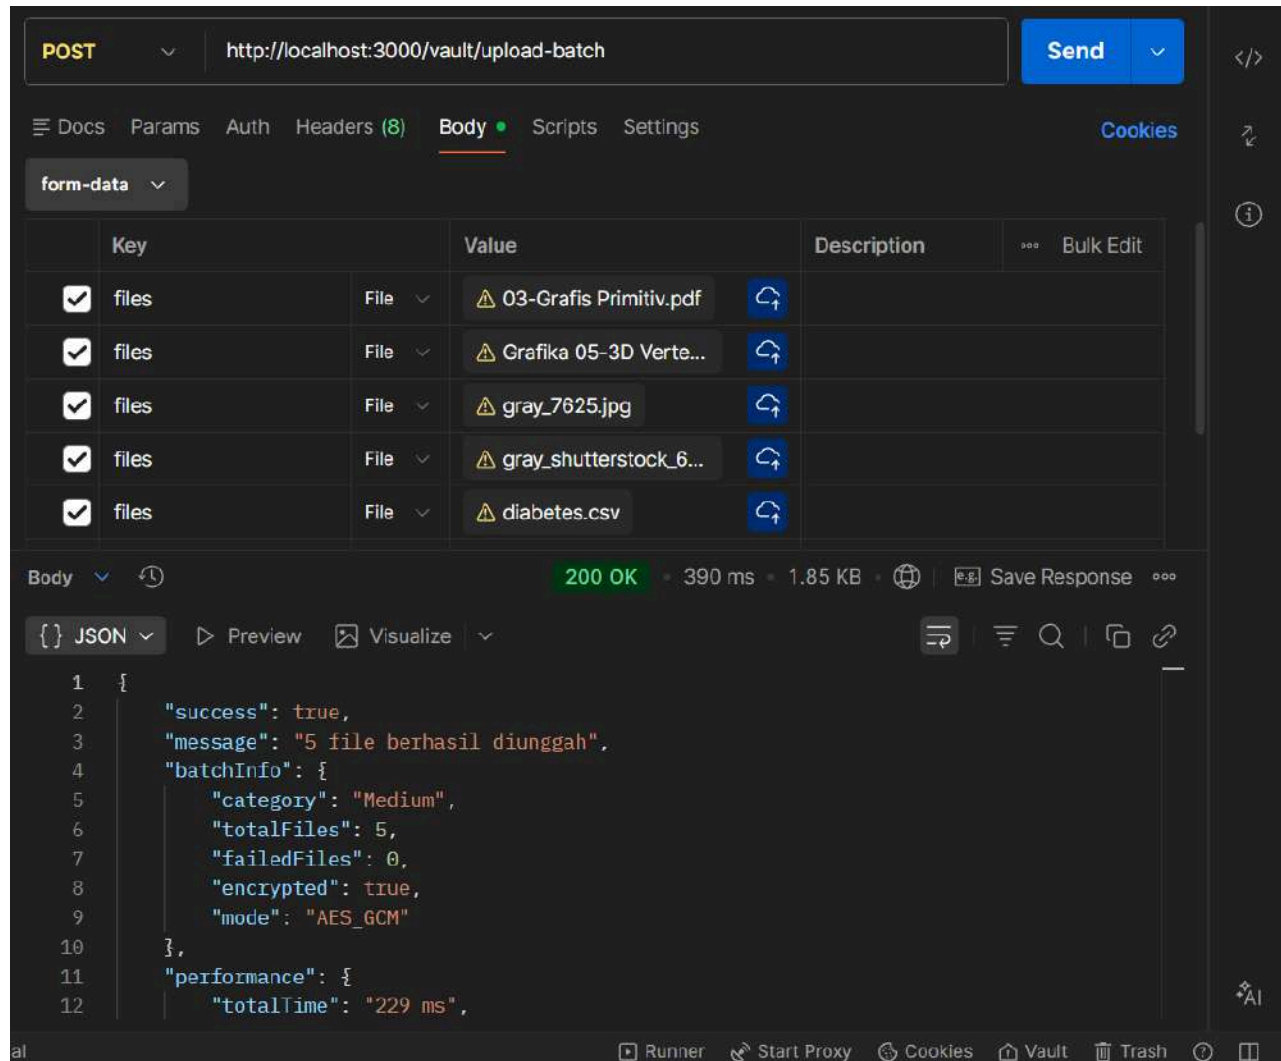 POST http://localhost:3000/vault/upload-batch Send
Docs Params Auth Headers (8) Body Scripts Settings Cookies
form-data
Key Value Description Bulk Edit
files File 03-Grafis Primitiv.pdf
files File Grafika 05-3D Verte...
files File gray_7625.jpg
files File gray_shutterstock_6...
files File diabetes.csv
Body 200 OK 390 ms 1.85 KB e.g. Save Response
{} JSON Preview Visualize
1 {
2 "success": true,
3 "message": "5 file berhasil diunggah",
4 "batchInfo": {
5 "category": "Medium",
6 "totalFiles": 5,
7 "failedFiles": 0,
8 "encrypted": true,
9 "mode": "AES_GCM"
10 },
11 "performance": {
12 "totalTime": "229 ms",
AI
al Runner Start Proxy Cookies Vault Trash